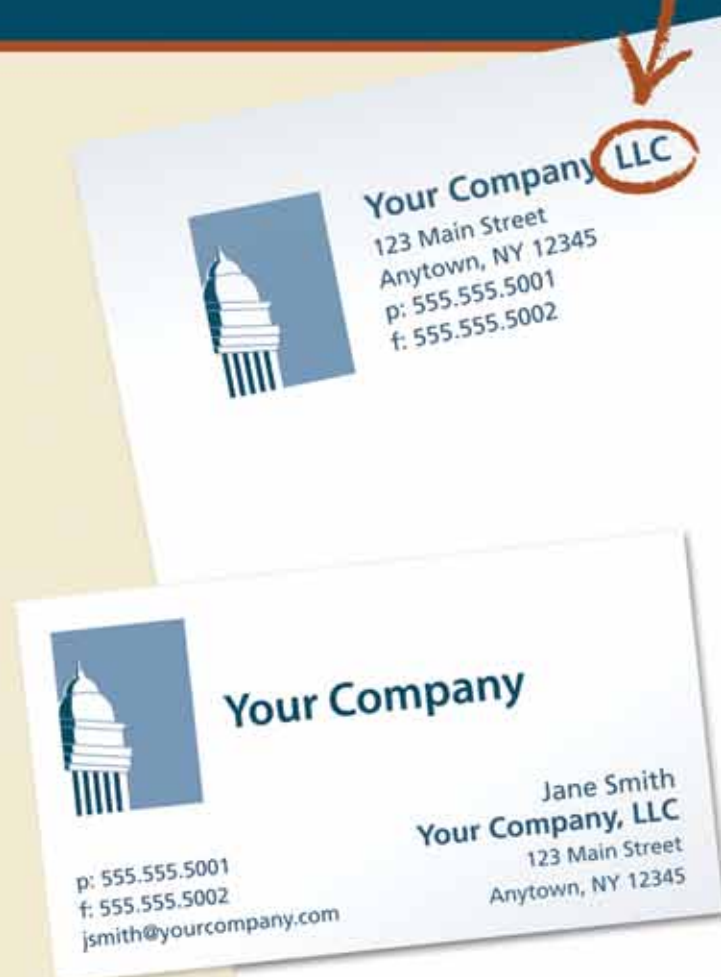 Your Company, LLC
123 Main Street
Anytown, NY 12345
p: 555.555.5001
f: 555.555.5002
Your Company
Jane Smith
Your Company, LLC
123 Main Street
Anytown, NY 12345
p: 555.555.5001
f: 555.555.5002
jsmith@yourcompany.com